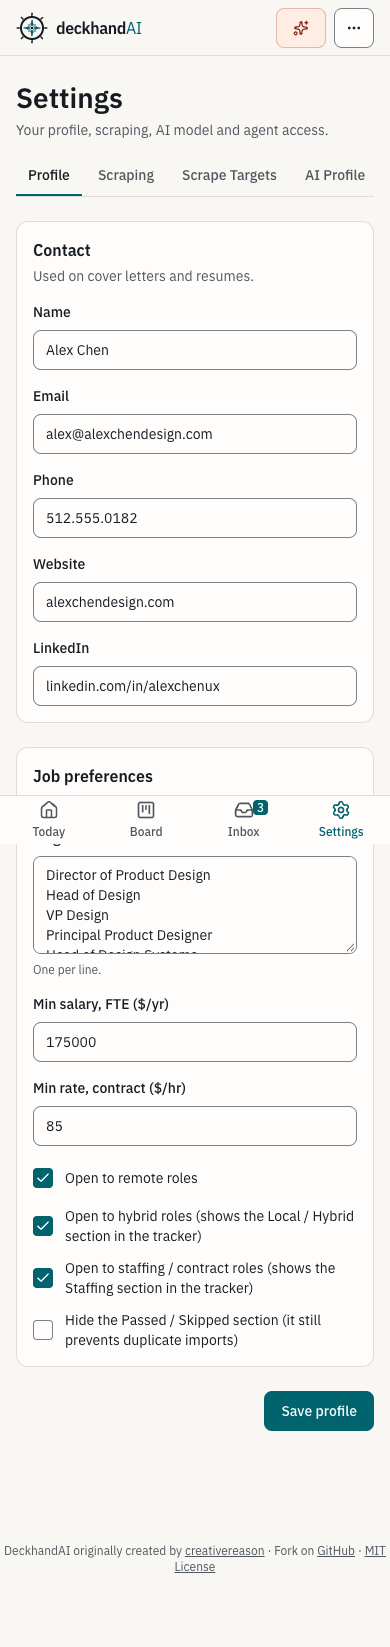 deckhandAI
Settings
Your profile, scraping, AI model and agent access.
Profile
Scraping
Scrape Targets
AI Profile
Contact
Used on cover letters and resumes.
Name
Alex Chen
Email
alex@alexchendesign.com
Phone
512.555.0182
Website
alexchendesign.com
LinkedIn
linkedin.com/in/alexchenux
Job preferences
Today
Board
Inbox
3
Settings
Director of Product Design
Head of Design
VP Design
Principal Product Designer
Head of Design Systems
One per line.
Min salary, FTE ($/yr)
175000
Min rate, contract ($/hr)
85
Open to remote roles
Open to hybrid roles (shows the Local / Hybrid
section in the tracker)
Open to staffing / contract roles (shows the
Staffing section in the tracker)
Hide the Passed / Skipped section (it still
prevents duplicate imports)
Save profile
DeckhandAI originally created by creativereason · Fork on GitHub · MIT
License